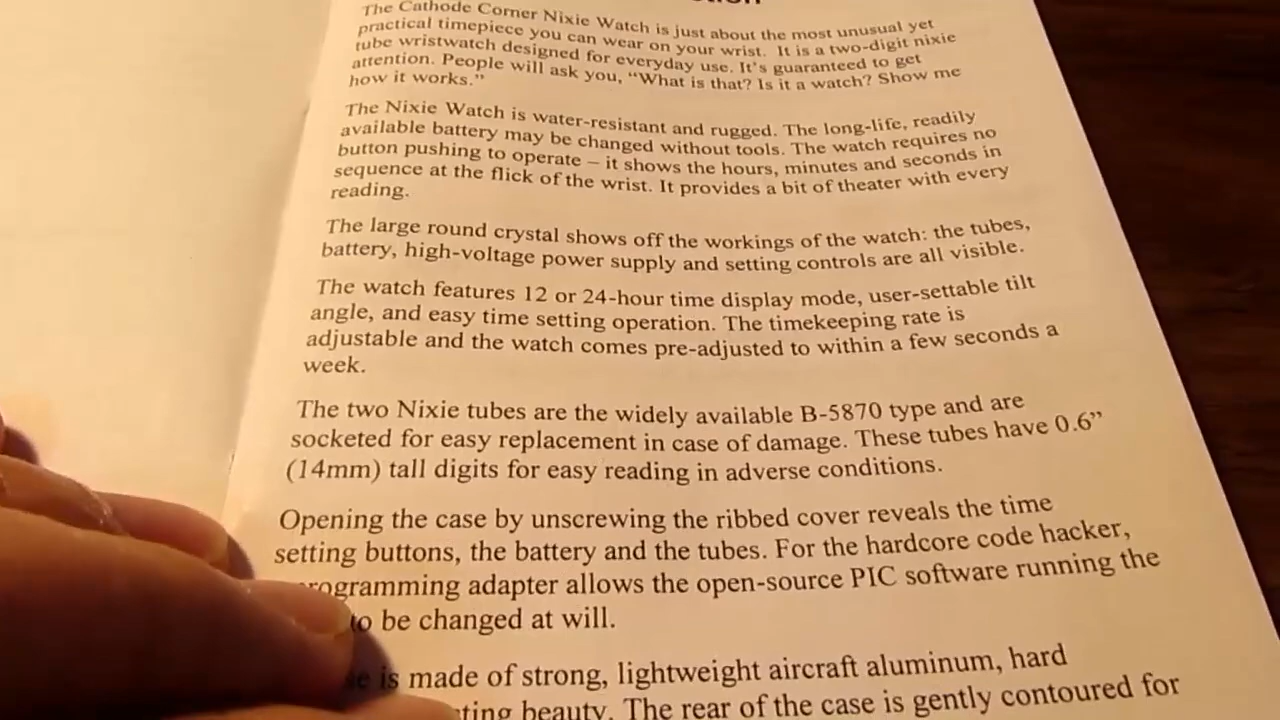 The Cathode Corner Nixie Watch is just about the most unusual yet
practical timepiece you can wear on your wrist. It is a two-digit nixie
tube wristwatch designed for everyday use. It's guaranteed to get
attention. People will ask you, “What is that? Is it a watch? Show me
how it works.”
The Nixie Watch is water-resistant and rugged. The long-life, readily
available battery may be changed without tools. The watch requires no
button pushing to operate – it shows the hours, minutes and seconds in
sequence at the flick of the wrist. It provides a bit of theater with every
reading.
The large round crystal shows off the workings of the watch: the tubes,
battery, high-voltage power supply and setting controls are all visible.
The watch features 12 or 24-hour time display mode, user-settable tilt
angle, and easy time setting operation. The timekeeping rate is
adjustable and the watch comes pre-adjusted to within a few seconds a
week.
The two Nixie tubes are the widely available B-5870 type and are
socketed for easy replacement in case of damage. These tubes have 0.6”
(14mm) tall digits for easy reading in adverse conditions.
Opening the case by unscrewing the ribbed cover reveals the time
setting buttons, the battery and the tubes. For the hardcore code hacker,
programming adapter allows the open-source PIC software running the
to be changed at will.
is made of strong, lightweight aircraft aluminum, hard
beauty. The rear of the case is gently contoured for